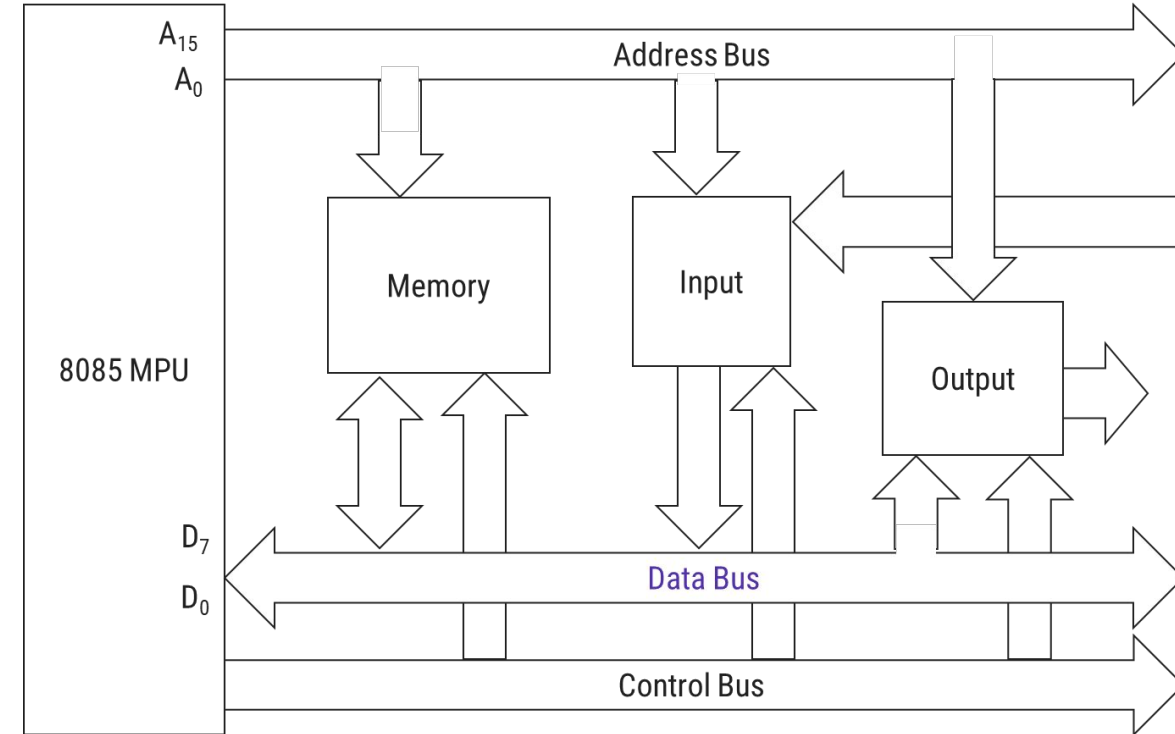 A₁₅
Address Bus
A₀
Memory
Input
8085 MPU
Output
D₇
Data Bus
D₀
Control Bus